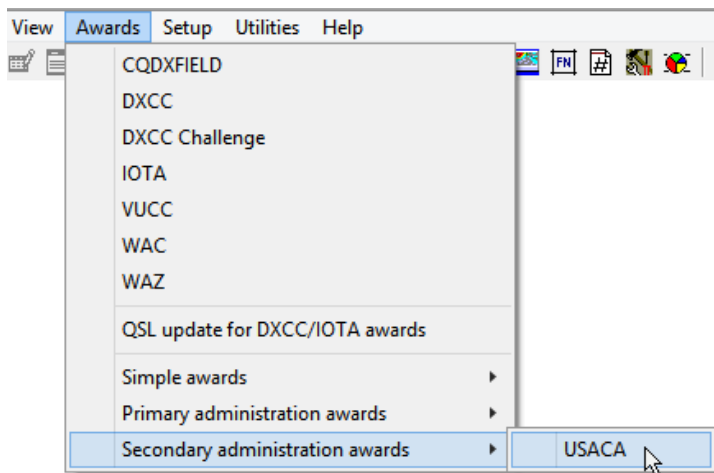 View Awards Setup Utilities Help
FN #
CQDXFIELD
DXCC
DXCC Challenge
IOTA
VUCC
WAC
WAZ
QSL update for DXCC/IOTA awards
Simple awards
Primary administration awards
Secondary administration awards USACA